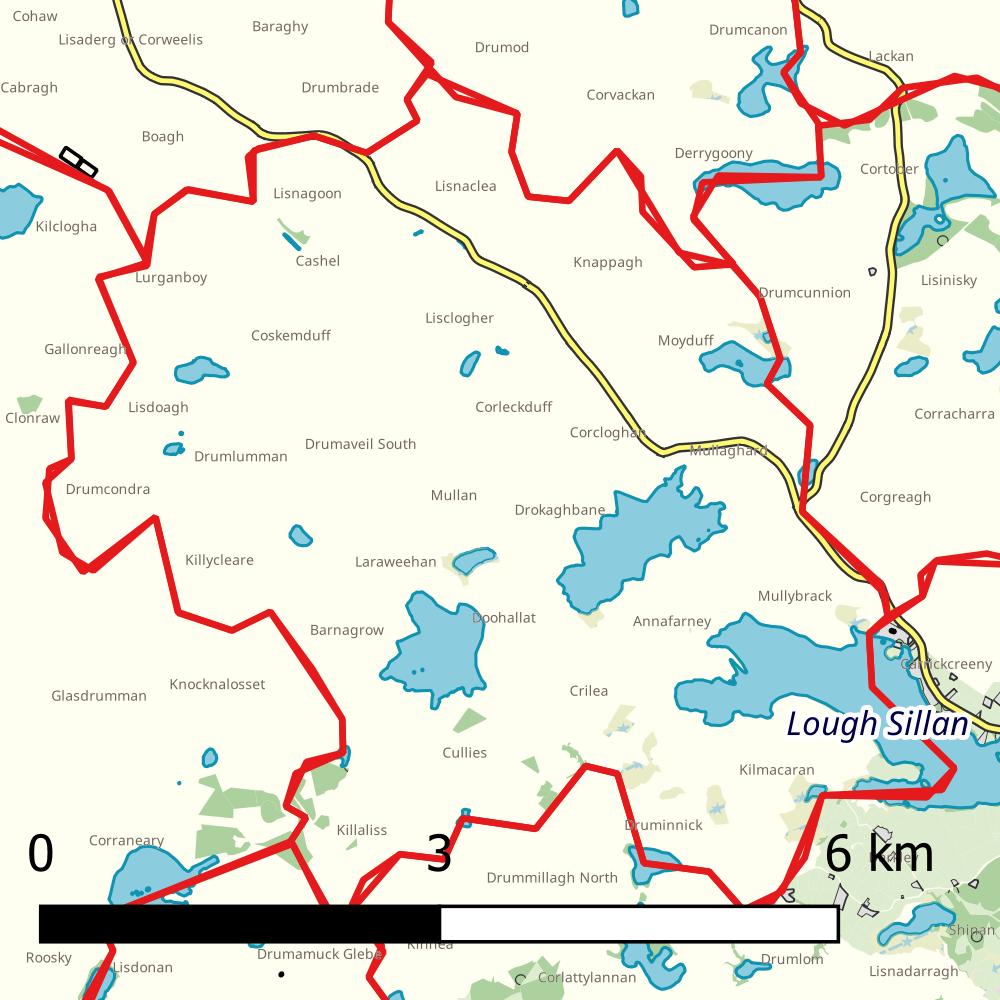 Cohaw
Baraghy
Lisaderg or Corweelis
Drumod
Drumcanon
Lackan
Cabragh
Drumbrade
Corvackan
Boagh
Derrygoony
Cortober
Lisnagoon
Lisnaclea
Kilclogha
Cashel
Knappagh
Lurganboy
Lisinisky
Drumcunnion
Lisclogher
Coskemduff
Moyduff
Gallonreagh
Lisdoagh
Corleckduff
Corracharra
Clonraw
Corcloghan
Drumaveil South
Mullaghard
Drumlumman
Drumcondra
Mullan
Corgreagh
Drokaghbane
Killycleare
Laraweehan
Mullybrack
Doohallat
Annafarney
Barnagrow
Carrickcreeny
Knocknalosset
Crilea
Glasdrumman
Lough Sillan
Cullies
Kilmacaran
Druminnick
Killaliss
Corraneary
0
3
6 km
Drummillagh North
Shinan
Kinnea
Drumamuck Glebe
Roosky
Lisdonan
Drumlom
Lisnadarragh
Corlattylannan